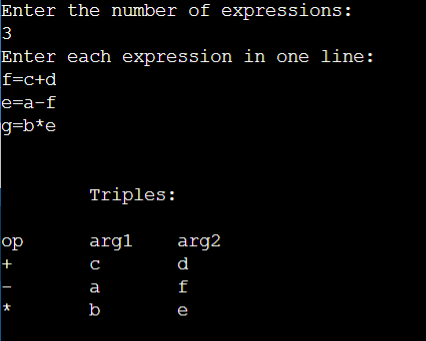 Enter the number of expressions:
3
Enter each expression in one line:
f=c+d
e=a-f
g=b*e
Triples:
op arg1 arg2
+ c d
- a f
* b e